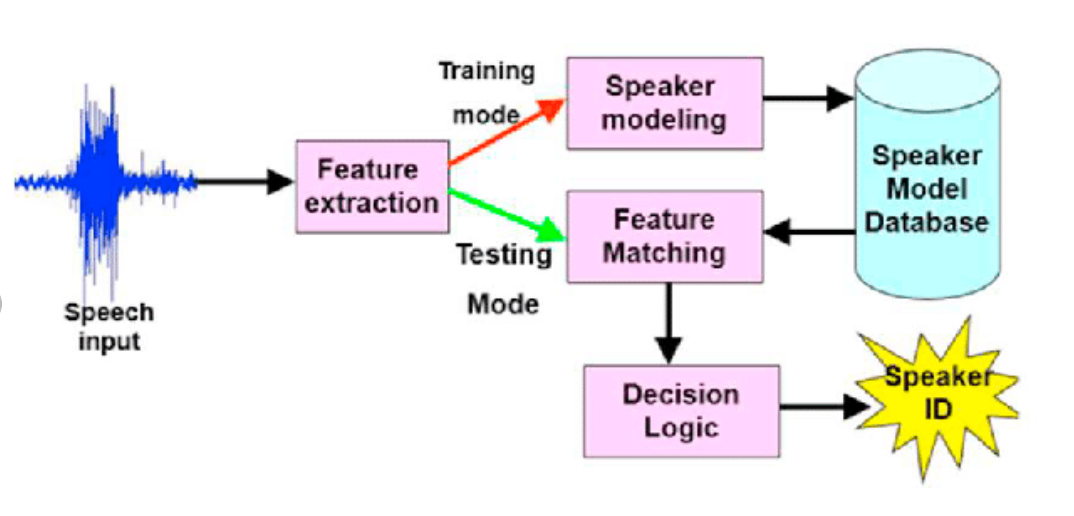 Training
mode
Speaker
modeling
Feature
extraction
Speaker
Model
Database
Feature
Matching
Testing
Mode
Speech
input
Decision
Logic
Speaker
ID